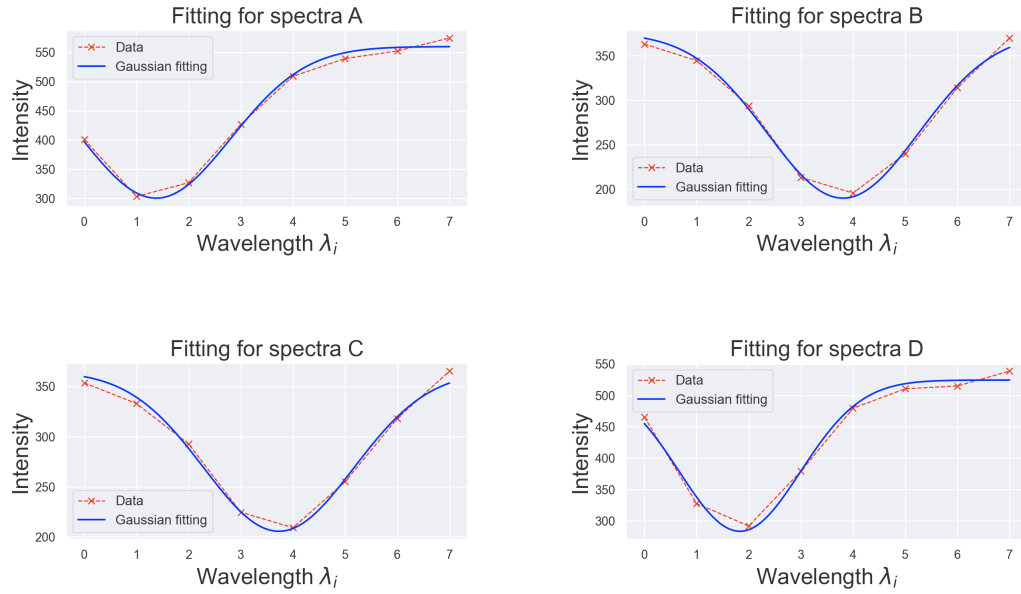 Fitting for spectra A
Intensity
550
500
450
400
350
300
Data
Gaussian fitting
0 1 2 3 4 5 6 7
Wavelength λi
Fitting for spectra B
Intensity
350
300
250
200
Data
Gaussian fitting
0 1 2 3 4 5 6 7
Wavelength λi
Fitting for spectra C
Intensity
350
300
250
200
Data
Gaussian fitting
0 1 2 3 4 5 6 7
Wavelength λi
Fitting for spectra D
Intensity
550
500
450
400
350
300
Data
Gaussian fitting
0 1 2 3 4 5 6 7
Wavelength λi